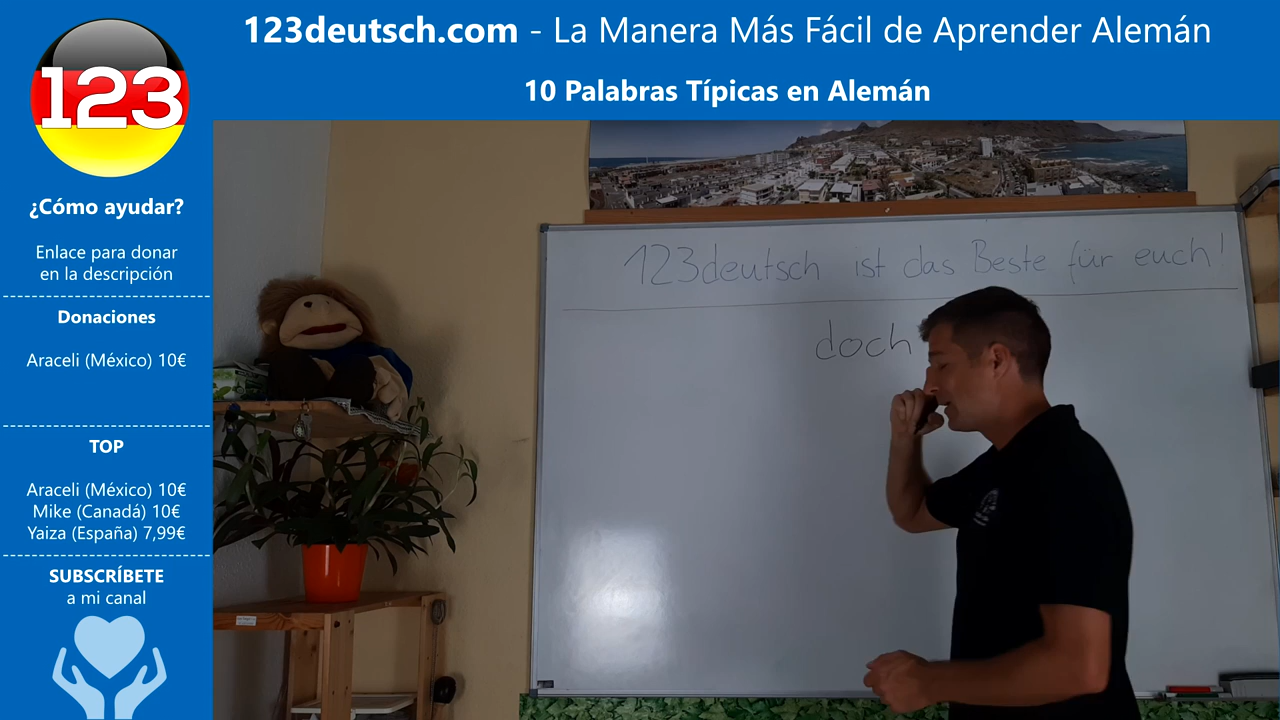 123deutsch.com - La Manera Más Fácil de Aprender Alemán
10 Palabras Típicas en Alemán
123
¿Cómo ayudar?
Enlace para donar
en la descripción
Donaciones
Araceli (México) 10€
TOP
Araceli (México) 10€
Mike (Canadá) 10€
Yaiza (España) 7,99€
SUBSCRÍBETE
a mi canal
123deutsch ist das Beste für euch!
doch